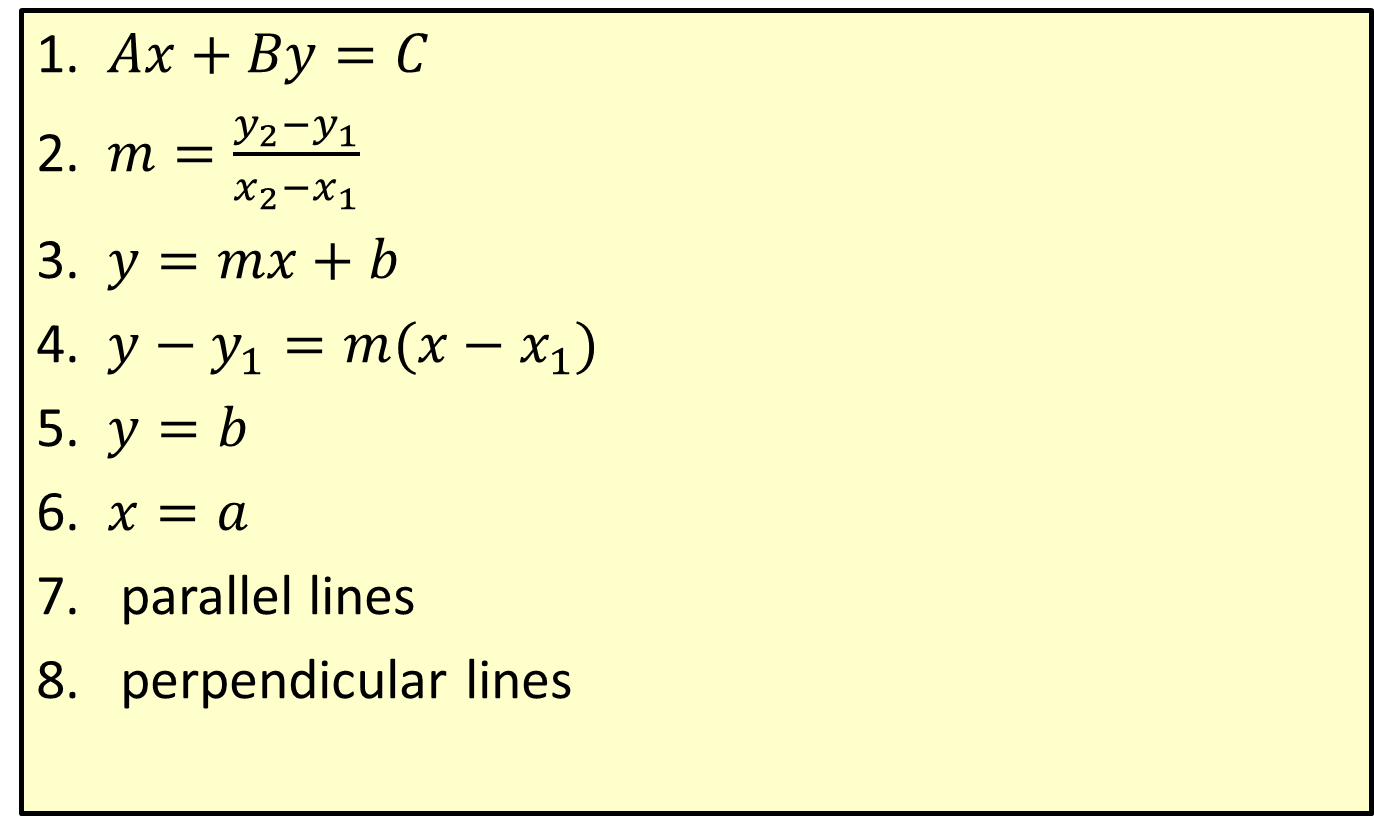 1. Ax + By = C
2. m = \frac{y₂−y₁}{x₂−x₁}
3. y = mx + b
4. y − y₁ = m(x − x₁)
5. y = b
6. x = a
7. parallel lines
8. perpendicular lines